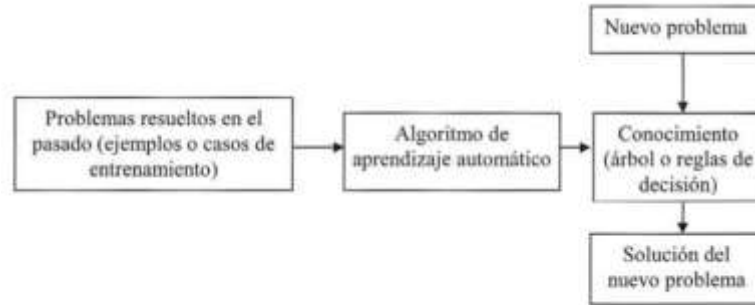 Nuevo problema
Problemas resueltos en el
pasado (ejemplos o casos de
entrenamiento)
Algoritmo de
aprendizaje automático
Conocimiento
(árbol o reglas de
decisión)
Solución del
nuevo problema